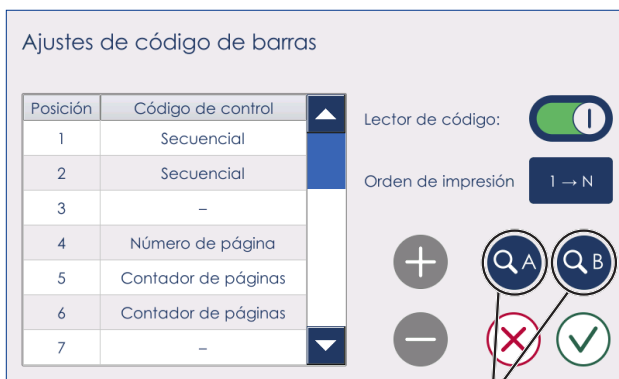 Ajustes de código de barras
Posición Código de control
1 Secuencial
2 Secuencial
3 –
4 Número de página
5 Contador de páginas
6 Contador de páginas
7 –
Lector de código:
Orden de impresión 1 → N
A B